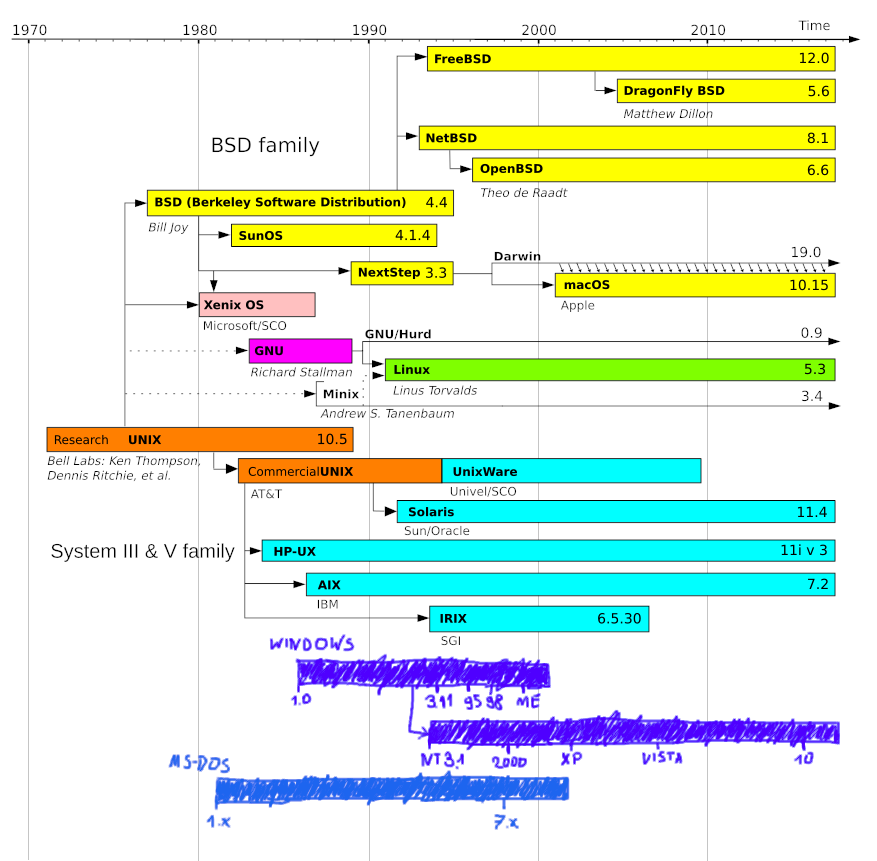 1970 1980 1990 2000 2010 Time
FreeBSD 12.0
DragonFly BSD 5.6
Matthew Dillon
NetBSD 8.1
BSD family
OpenBSD 6.6
Theo de Raadt
BSD (Berkeley Software Distribution) 4.4
Bill Joy
SunOS 4.1.4
Darwin 19.0
NextStep 3.3
macOS 10.15
Apple
Xenix OS
Microsoft/SCO
GNU/Hurd 0.9
GNU
Richard Stallman
Linux 5.3
Linus Torvalds
Minix 3.4
Andrew S. Tanenbaum
Research UNIX 10.5
Bell Labs: Ken Thompson,
Dennis Ritchie, et al.
CommercialUNIX UnixWare
AT&T Univel/SCO
Solaris 11.4
Sun/Oracle
System III & V family
HP-UX 11i v 3
AIX 7.2
IBM
IRIX 6.5.30
SGI
WINDOWS
1.0 3.11 95 98 ME
NT3.1 2000 XP VISTA 10
MS-DOS
1.x 7.x